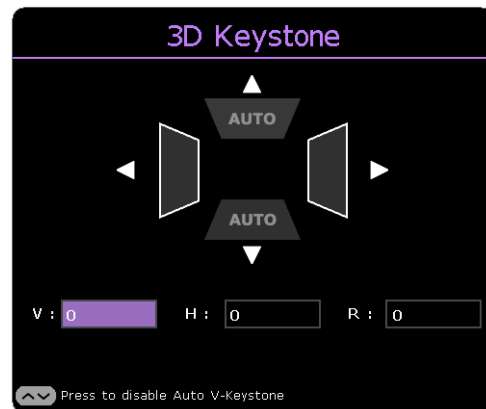 3D Keystone
AUTO
AUTO
V : 0 H : 0 R : 0
Press to disable Auto V-Keystone